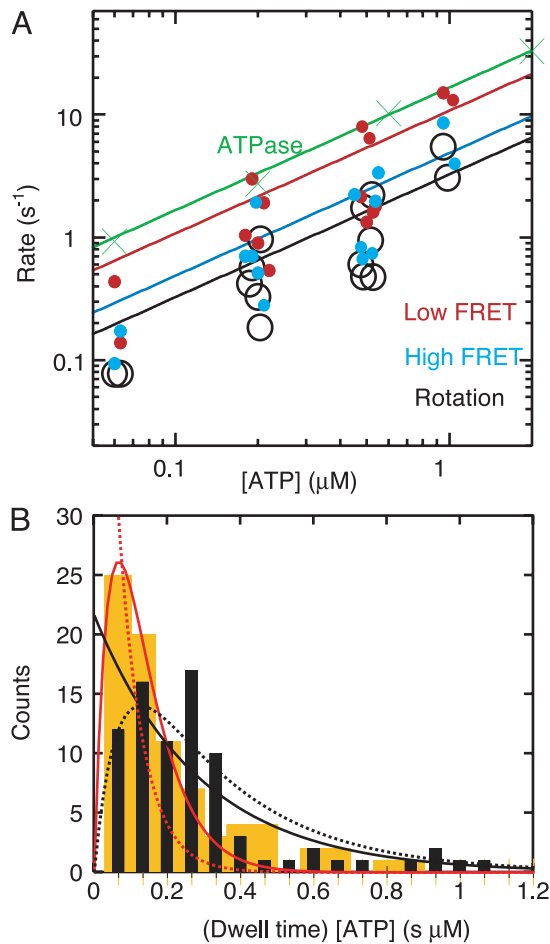 A
10
1
0.1
Rate (s-1)
ATPase
Low FRET
High FRET
Rotation
0.1
1
[ATP] (μM)
B
30
25
20
15
10
5
0
Counts
0
0.2
0.4
0.6
0.8
1
1.2
(Dwell time) [ATP] (s μM)